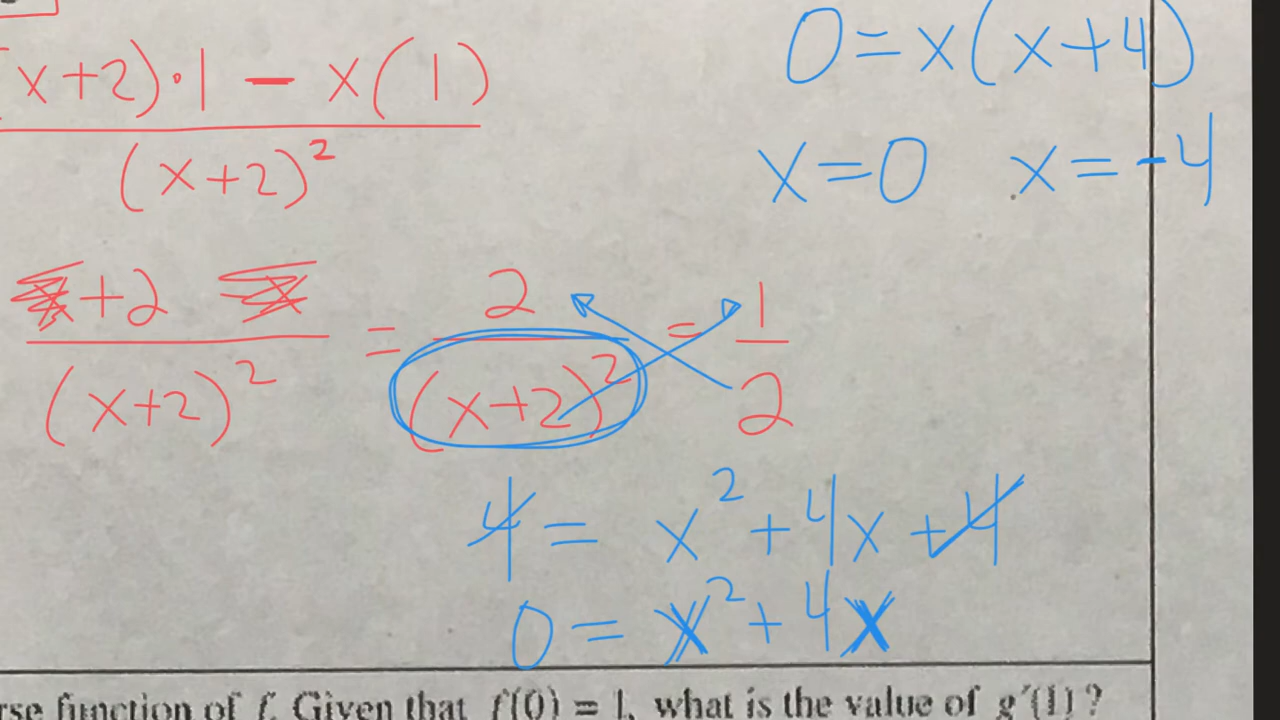 (x+2)·1 - x(1)
(x+2)²
x+2 x
(x+2)²
= 2
(x+2)²
= 1
2
4 = x² + 4x + 4
0 = x² + 4x
0 = x(x+4)
x = 0 x = -4
rse function of f. Given that f(0) = 1, what is the value of g′(1)?